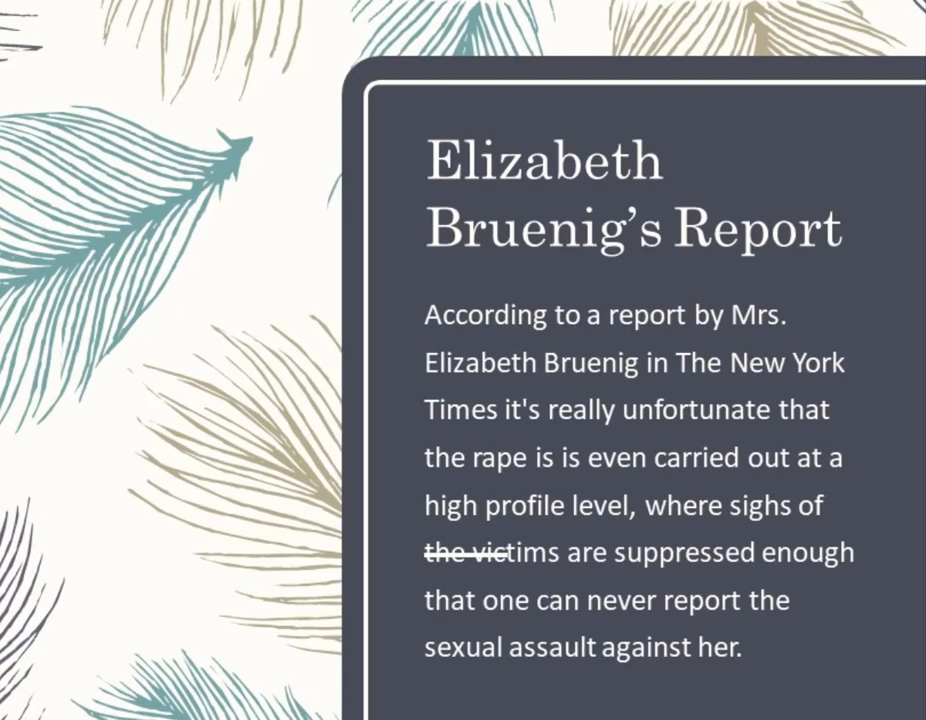 Elizabeth
Bruenig’s Report
According to a report by Mrs.
Elizabeth Bruenig in The New York
Times it's really unfortunate that
the rape is is even carried out at a
high profile level, where sighs of
the victims are suppressed enough
that one can never report the
sexual assault against her.